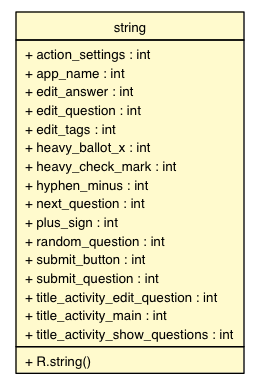 string
+ action_settings : int
+ app_name : int
+ edit_answer : int
+ edit_question : int
+ edit_tags : int
+ heavy_ballot_x : int
+ heavy_check_mark : int
+ hyphen_minus : int
+ next_question : int
+ plus_sign : int
+ random_question : int
+ submit_button : int
+ submit_question : int
+ title_activity_edit_question : int
+ title_activity_main : int
+ title_activity_show_questions : int
+ R.string()